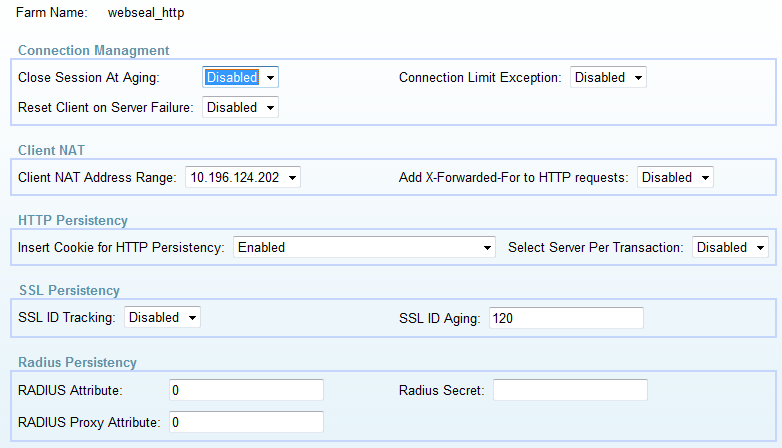 Farm Name: webseal_http
Connection Managment
Close Session At Aging: Disabled Connection Limit Exception: Disabled
Reset Client on Server Failure: Disabled
Client NAT
Client NAT Address Range: 10.196.124.202 Add X-Forwarded-For to HTTP requests: Disabled
HTTP Persistency
Insert Cookie for HTTP Persistency: Enabled Select Server Per Transaction: Disabled
SSL Persistency
SSL ID Tracking: Disabled SSL ID Aging: 120
Radius Persistency
RADIUS Attribute: 0 Radius Secret:
RADIUS Proxy Attribute: 0